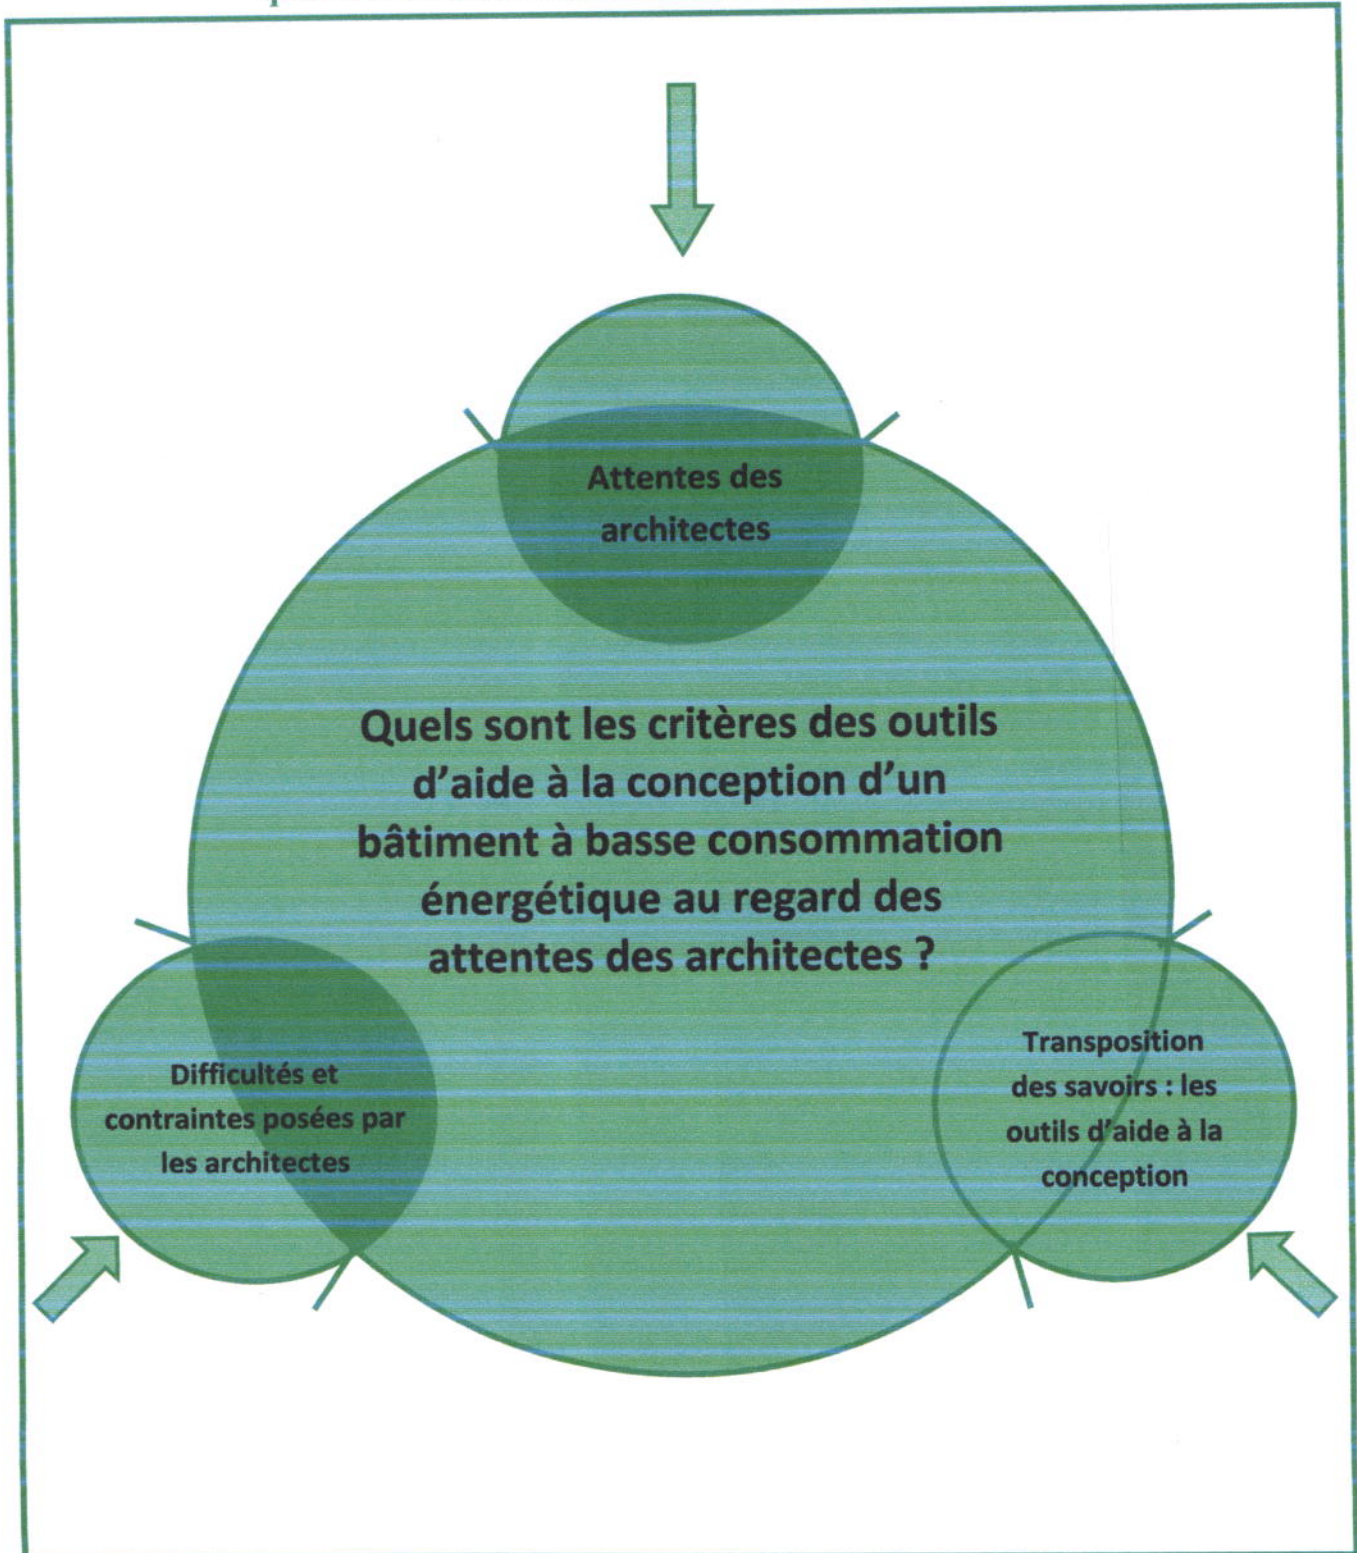 Attentes des
architectes
Quels sont les critères des outils
d'aide à la conception d'un
bâtiment à basse consommation
énergétique au regard des
attentes des architectes ?
Difficultés et
contraintes posées par
les architectes
Transposition
des savoirs : les
outils d'aide à la
conception